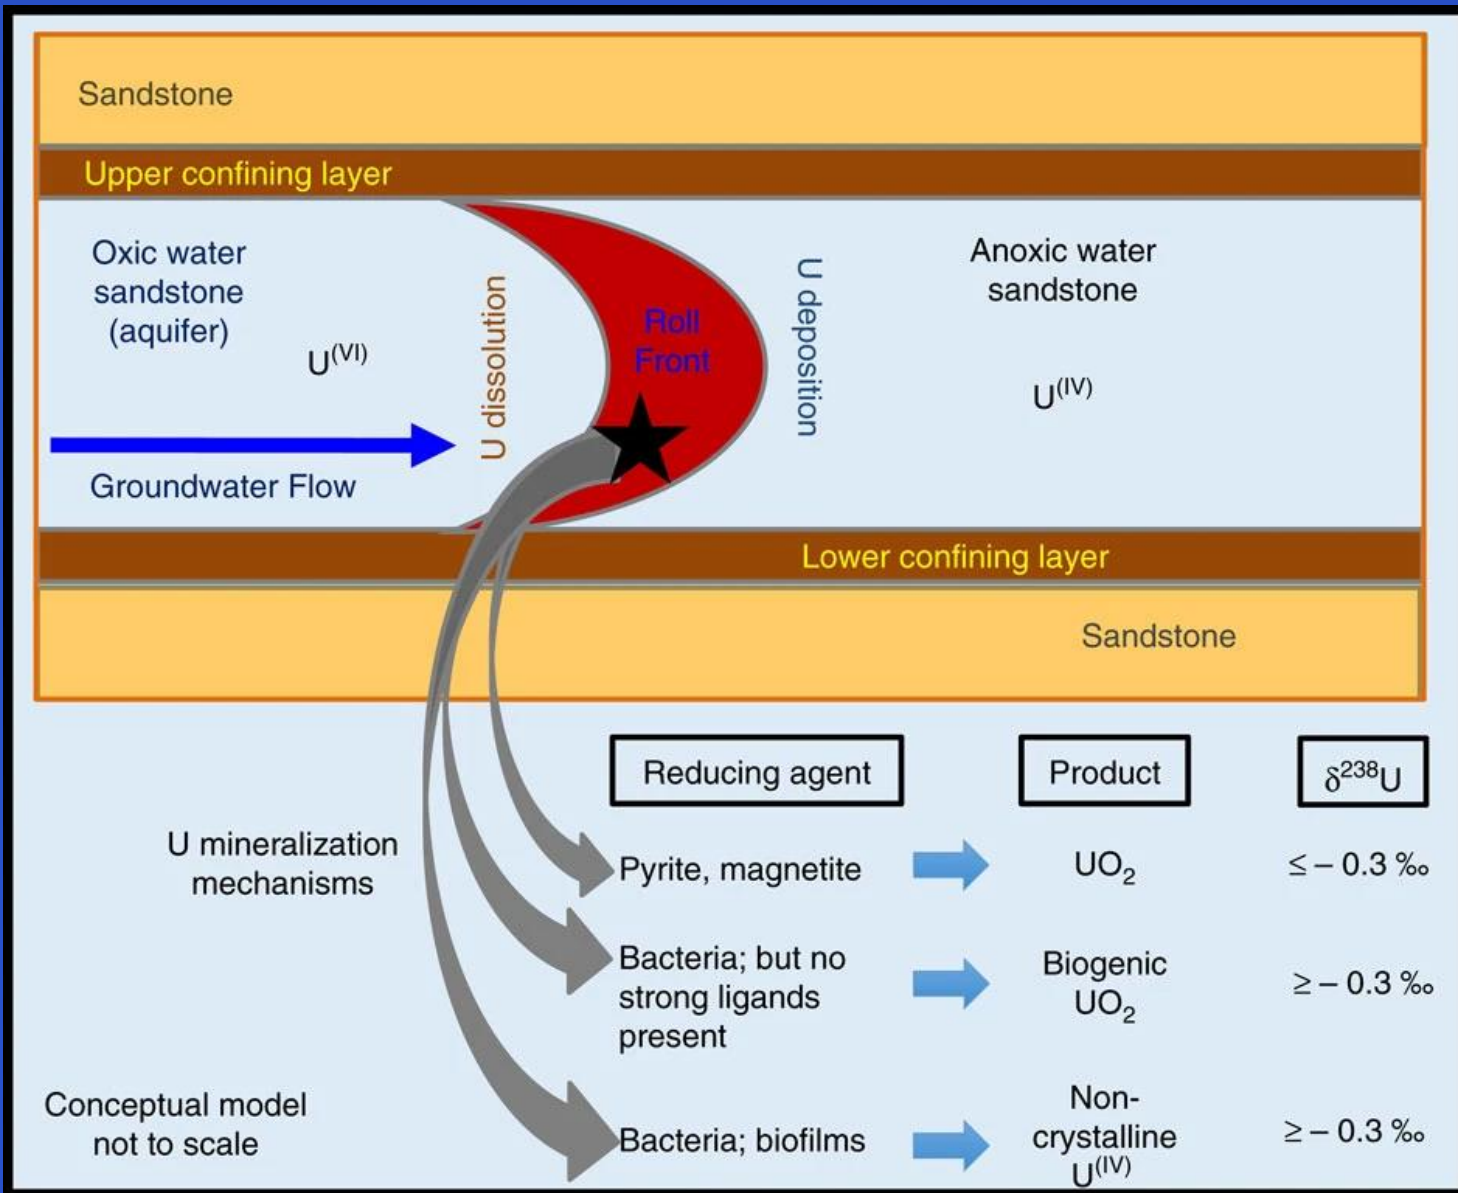 Sandstone
Upper confining layer
Oxic water
sandstone
(aquifer)
U(VI)
Groundwater Flow
U dissolution
Roll
Front
U deposition
Anoxic water
sandstone
U(IV)
Lower confining layer
Sandstone
U mineralization
mechanisms
Conceptual model
not to scale
Reducing agent
Product
δ²³⁸U
Pyrite, magnetite
UO₂
≤ – 0.3 ‰
Bacteria; but no
strong ligands
present
Biogenic
UO₂
≥ – 0.3 ‰
Bacteria; biofilms
Non-
crystalline
U(IV)
≥ – 0.3 ‰